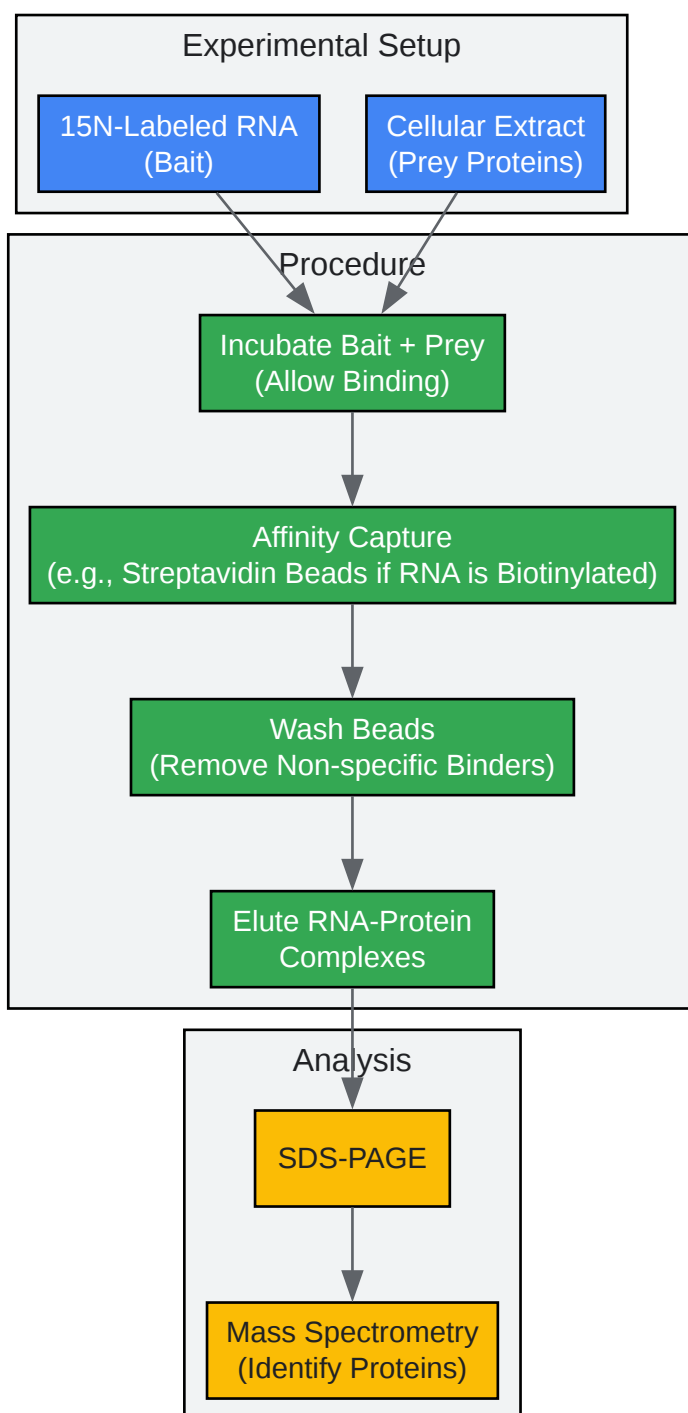 Experimental Setup
15N-Labeled RNA
(Bait)
Cellular Extract
(Prey Proteins)
Procedure
Incubate Bait + Prey
(Allow Binding)
Affinity Capture
(e.g., Streptavidin Beads if RNA is Biotinylated)
Wash Beads
(Remove Non-specific Binders)
Elute RNA-Protein
Complexes
Analysis
SDS-PAGE
Mass Spectrometry
(Identify Proteins)